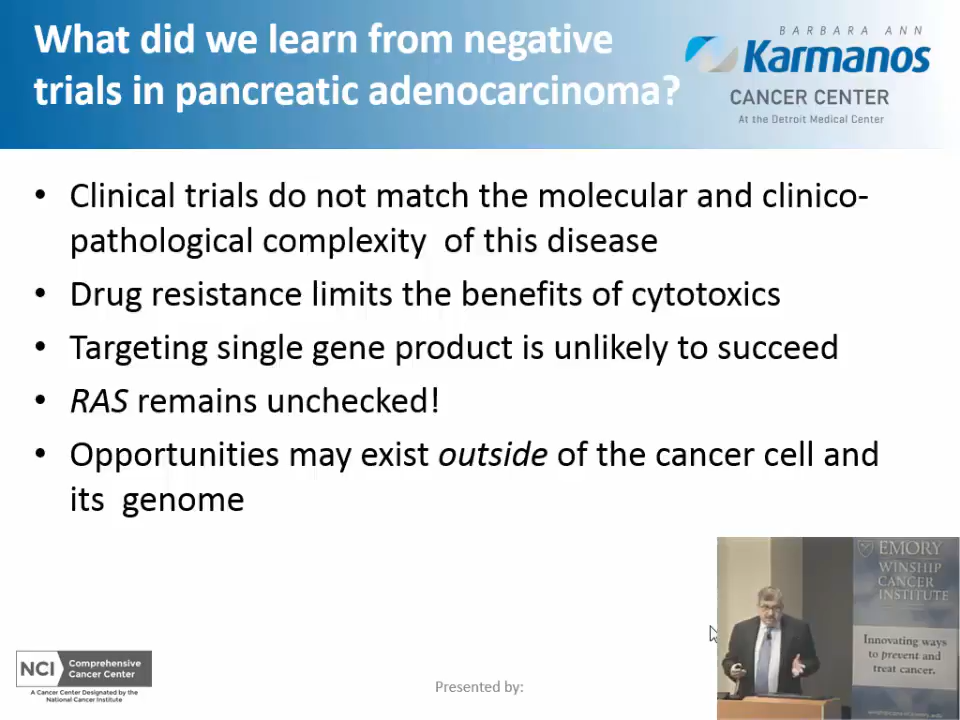 What did we learn from negative
trials in pancreatic adenocarcinoma?
BARBARA ANN
Karmanos
CANCER CENTER
At the Detroit Medical Center
• Clinical trials do not match the molecular and clinico-
pathological complexity of this disease
• Drug resistance limits the benefits of cytotoxics
• Targeting single gene product is unlikely to succeed
• RAS remains unchecked!
• Opportunities may exist outside of the cancer cell and
its genome
EMORY
WINSHIP
CANCER
INSTITUTE
Innovating ways
to prevent and
treat cancer.
NCI
Comprehensive
Cancer Center
A Cancer Center Designated by the
National Cancer Institute
Presented by: